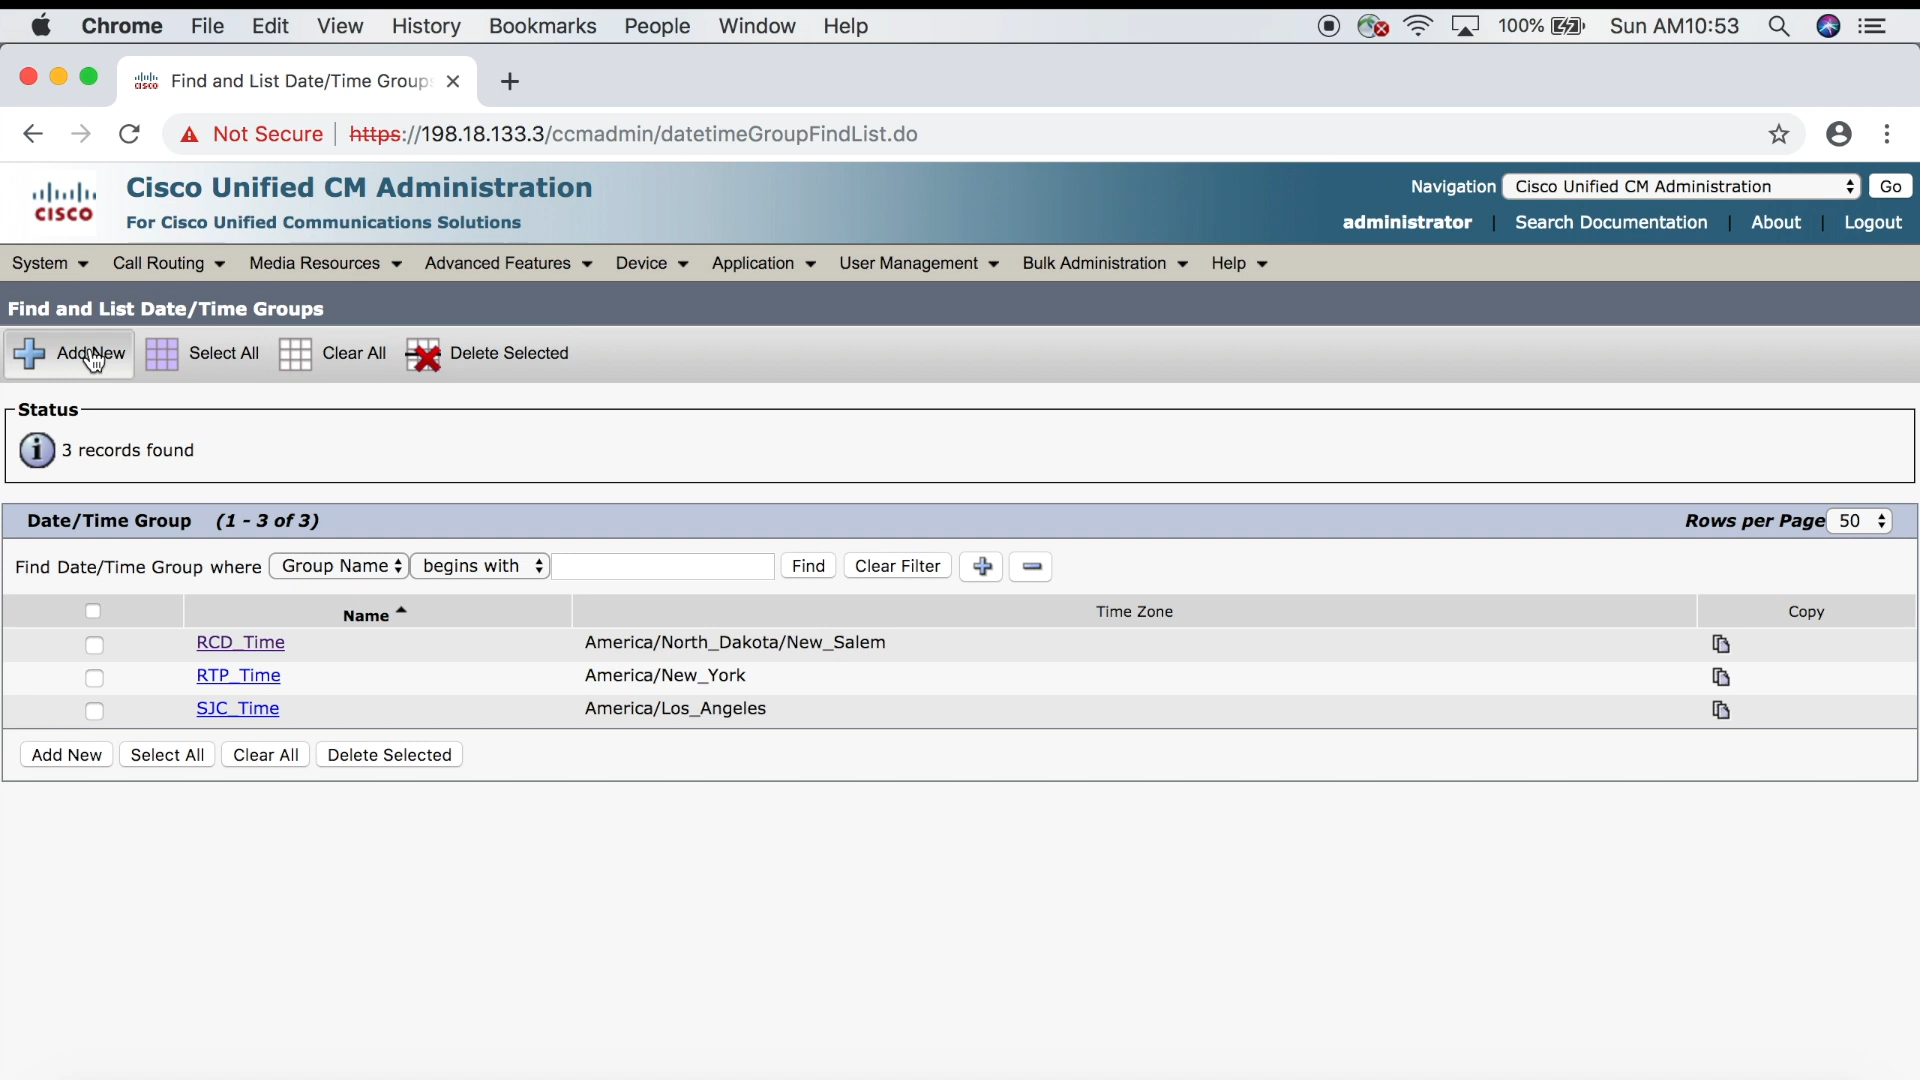 Chrome File Edit View History Bookmarks People Window Help 100% Sun AM10:53
Find and List Date/Time Groups
Not Secure https://198.18.133.3/ccmadmin/datetimeGroupFindList.do
CISCO Cisco Unified CM Administration Navigation Cisco Unified CM Administration Go
For Cisco Unified Communications Solutions administrator | Search Documentation | About | Logout
System Call Routing Media Resources Advanced Features Device Application User Management Bulk Administration Help
Find and List Date/Time Groups
Add New Select All Clear All Delete Selected
Status
3 records found
Date/Time Group (1 - 3 of 3) Rows per Page 50
Find Date/Time Group where Group Name begins with Find Clear Filter
Name Time Zone Copy
RCD_Time America/North_Dakota/New_Salem
RTP_Time America/New_York
SJC_Time America/Los_Angeles
Add New Select All Clear All Delete Selected